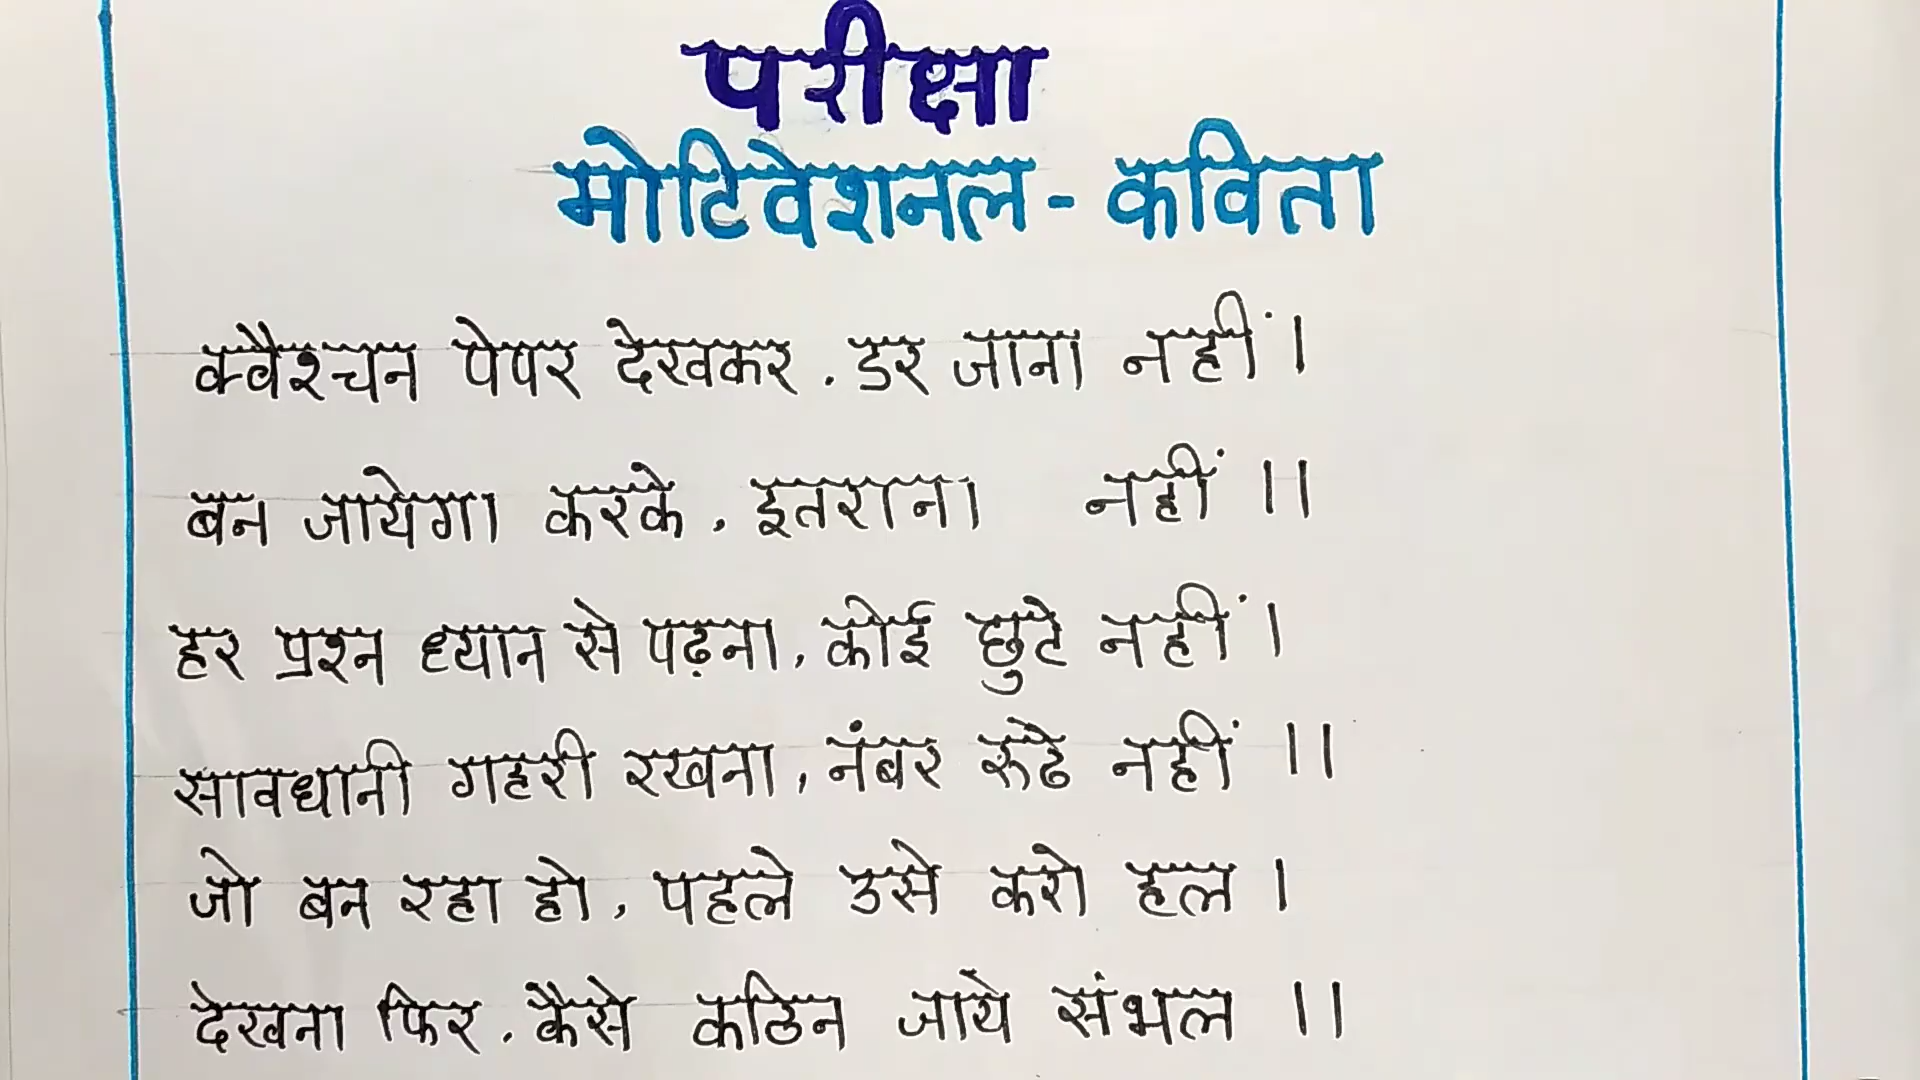 परीक्षा
मोटिवेशनल - कविता
क्वैश्चन पेपर देखकर, डर जाना नहीं ।
बन जायेगा करके, इतराना नहीं ।।
हर प्रश्न ध्यान से पढ़ना, कोई छुटे नहीं ।
सावधानी गहरी रखना, नंबर रूठे नहीं ।।
जो बन रहा हो, पहले उसे करो हल ।
देखना फिर, कैसे कठिन जाये संभल ।।